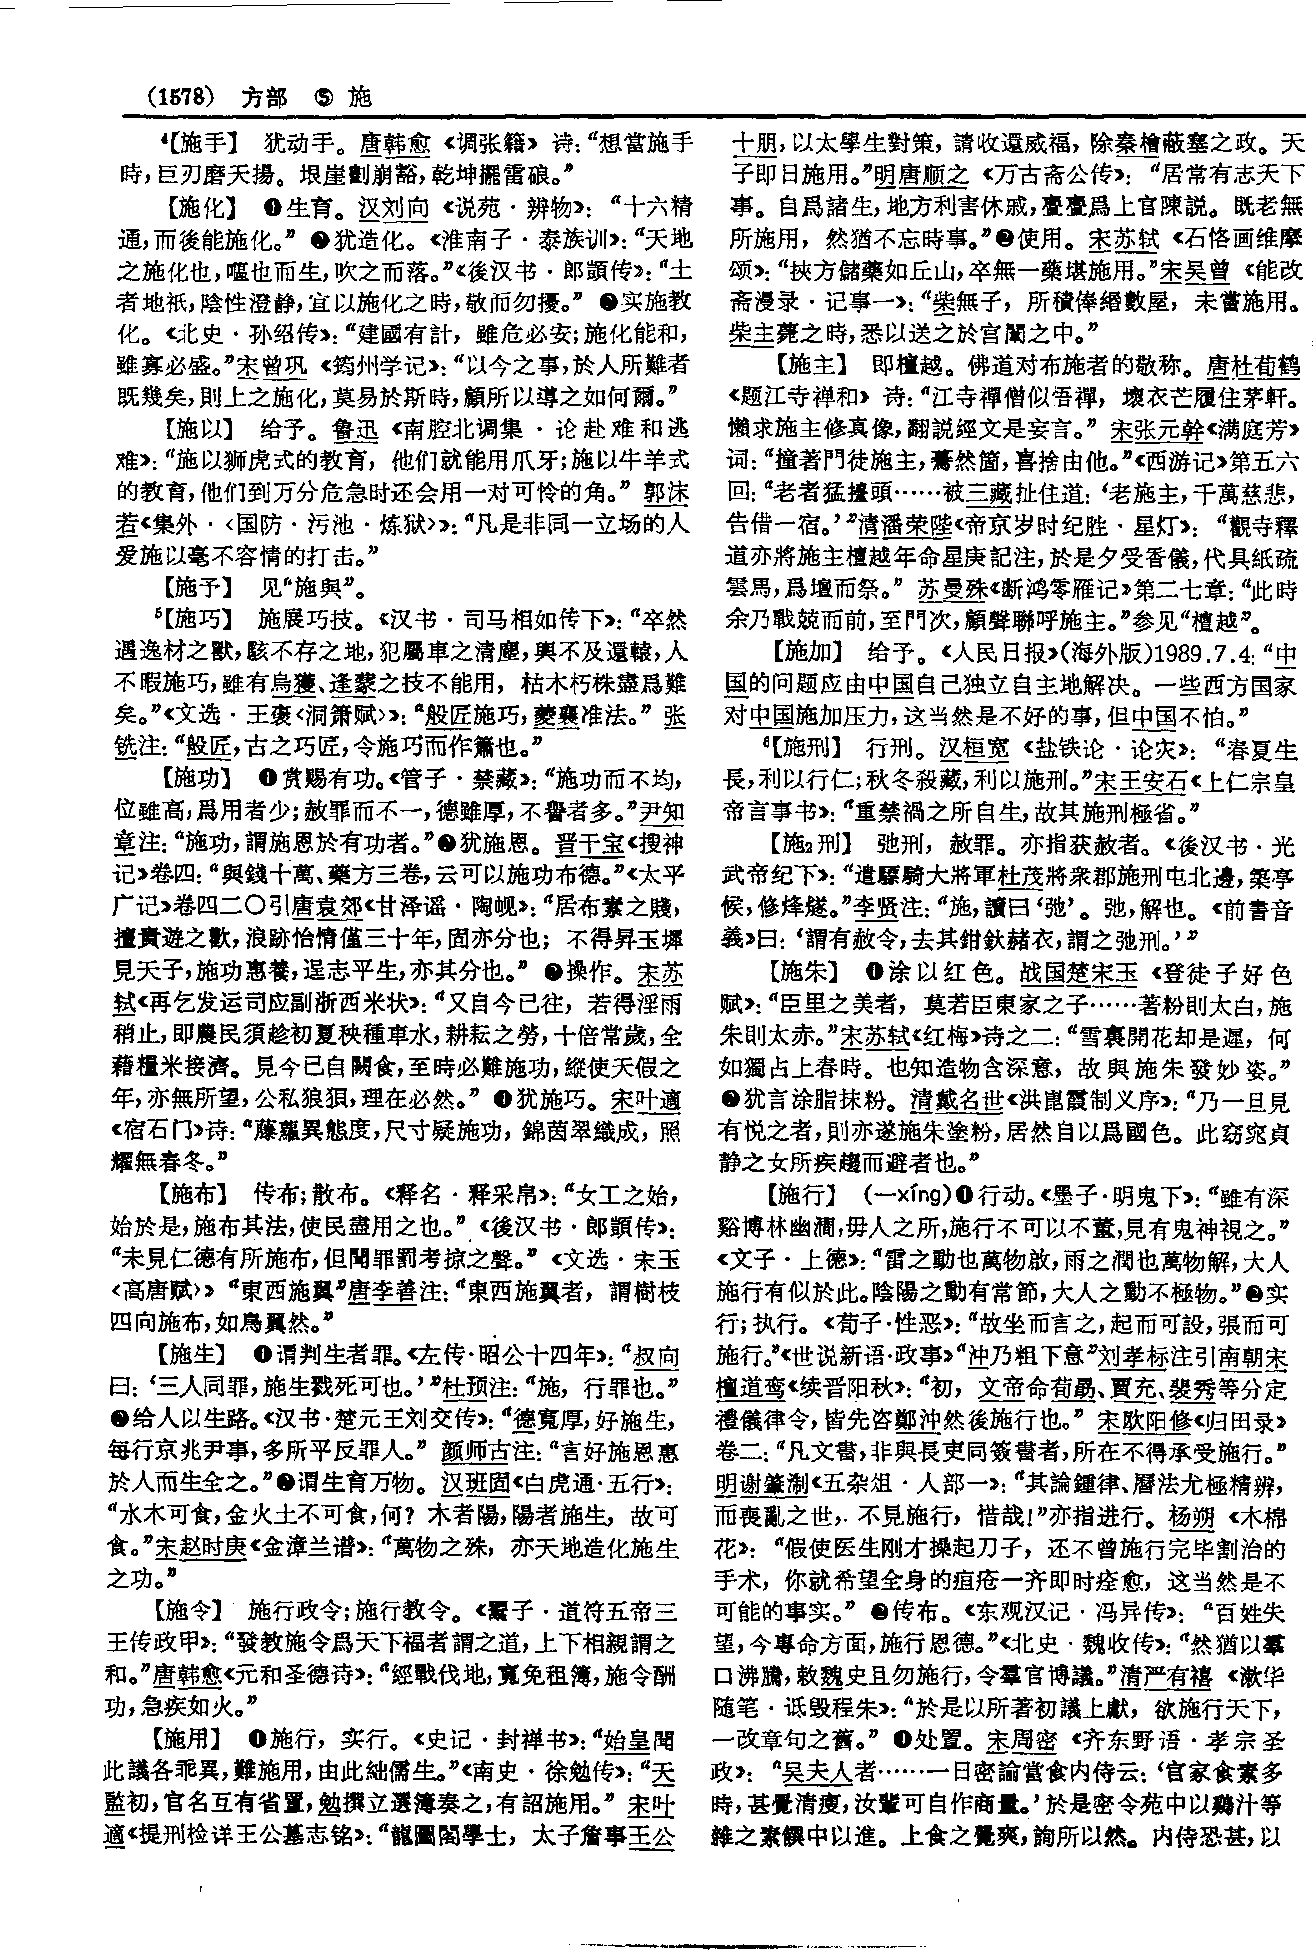 (1578) 方部 ⑤ 施
⁴【施手】 犹动手。唐韩愈《调张籍》诗：“想當施手
時，巨刃磨天揚。垠崖劃崩豁，乾坤擺雷硠。”
【施化】 ❶生育。汉刘向《说苑·辨物》：“十六精
通，而後能施化。”❷犹造化。《淮南子·泰族训》：“天地
之施化也，嘔也而生，吹之而落。”《後汉书·郎顗传》：“土
者地祇，陰性澄静，宜以施化之時，敬而勿擾。”❸实施教
化。《北史·孙绍传》：“建國有計，雖危必安；施化能和，
雖寡必盛。”宋曾巩《筠州学记》：“以今之事，於人所難者
既幾矣，則上之施化，莫易於斯時，顧所以導之如何爾。”
【施以】 给予。鲁迅《南腔北调集·论赴难和逃
难》：“施以狮虎式的教育，他们就能用爪牙；施以牛羊式
的教育，他们到万分危急时还会用一对可怜的角。”郭沫
若《集外·〈国防·污池·炼狱〉》：“凡是非同一立场的人
爱施以毫不容情的打击。”
【施予】 见“施與”。
⁵【施巧】 施展巧技。《汉书·司马相如传下》：“卒然
遇逸材之獸，駭不存之地，犯屬車之清塵，輿不及還轅，人
不暇施巧，雖有烏獲、逢蒙之技不能用，枯木朽株盡爲難
矣。”《文选·王褒〈洞箫赋〉》：“般匠施巧，夔襄准法。”张
铣注：“般匠，古之巧匠，令施巧而作簫也。”
【施功】 ❶赏赐有功。《管子·禁藏》：“施功而不均，
位雖高，爲用者少；赦罪而不一，德雖厚，不譽者多。”尹知
章注：“施功，謂施恩於有功者。”❷犹施恩。晋干宝《搜神
记》卷四：“與錢十萬、藥方三卷，云可以施功布德。”《太平
广记》卷四二〇引唐袁郊《甘泽谣·陶岘》：“居布素之賤，
擅貴遊之歡，浪跡怡情僅三十年，固亦分也；不得昇玉墀
見天子，施功惠養，逞志平生，亦其分也。”❸操作。宋苏
轼《再乞发运司应副浙西米状》：“又自今已往，若得淫雨
稍止，即農民須趁初夏秧種車水，耕耘之勞，十倍常歲，全
藉糧米接濟。見今已自闕食，至時必難施功，縱使天假之
年，亦無所望，公私狼狽，理在必然。”❹犹施巧。宋叶適
《宿石门》诗：“藤蘿異態度，尺寸疑施功，錦茵翠織成，照
耀無春冬。”
【施布】 传布；散布。《释名·释采帛》：“女工之始，
始於是，施布其法，使民盡用之也。”《後汉书·郎顗传》：
“未見仁德有所施布，但聞罪罰考掠之聲。”《文选·宋玉
〈高唐赋〉》“東西施翼”唐李善注：“東西施翼者，謂樹枝
四向施布，如鳥翼然。”
【施生】 ❶谓判生者罪。《左传·昭公十四年》：“叔向
曰：‘三人同罪，施生戮死可也。’”杜预注：“施，行罪也。”
❷给人以生路。《汉书·楚元王刘交传》：“德寬厚，好施生，
每行京兆尹事，多所平反罪人。”颜师古注：“言好施恩惠
於人而生全之。”❸谓生育万物。汉班固《白虎通·五行》：
“水木可食，金火土不可食，何？木者陽，陽者施生，故可
食。”宋赵时庚《金漳兰谱》：“萬物之殊，亦天地造化施生
之功。”
【施令】 施行政令；施行教令。《鬻子·道符五帝三
王传政甲》：“發教施令爲天下福者謂之道，上下相親謂之
和。”唐韩愈《元和圣德诗》：“經戰伐地，寬免租簿，施令酬
功，急疾如火。”
【施用】 ❶施行，实行。《史记·封禅书》：“始皇聞
此議各乖異，難施用，由此絀儒生。”《南史·徐勉传》：“天
監初，官名互有省置，勉撰立選簿奏之，有詔施用。”宋叶
適《提刑检详王公墓志铭》：“龍圖閣學士，太子詹事王公
十朋，以太學生對策，請收還威福，除秦檜蔽塞之政。天
子即日施用。”明唐顺之《万古斋公传》：“居常有志天下
事。自爲諸生，地方利害休戚，亹亹爲上官陳説。既老無
所施用，然猶不忘時事。”❷使用。宋苏轼《石恪画维摩
颂》：“挾方儲藥如丘山，卒無一藥堪施用。”宋吴曾《能改
斋漫录·记事一》：“柴無子，所積俸緡數屋，未嘗施用。
柴主薨之時，悉以送之於宫闈之中。”
【施主】 即檀越。佛道对布施者的敬称。唐杜荀鹤
《题江寺禅和》诗：“江寺禪僧似悟禪，壞衣芒履住茅軒。
懒求施主修真像，翻説經文是妄言。”宋张元幹《满庭芳》
词：“撞著門徒施主，驀然箇，喜捨由他。”《西游记》第五六
回：“老者猛擡頭……被三藏扯住道：‘老施主，千萬慈悲，
告借一宿。’”清潘荣陛《帝京岁时纪胜·星灯》：“觀寺釋
道亦將施主檀越年命星庚記注，於是夕受香儀，代具紙疏
雲馬，爲壇而祭。”苏曼殊《断鸿零雁记》第二七章：“此時
余乃戰兢而前，至門次，顫聲聯呼施主。”参见“檀越”。
【施加】 给予。《人民日报》(海外版)1989.7.4：“中
国的问题应由中国自己独立自主地解决。一些西方国家
对中国施加压力，这当然是不好的事，但中国不怕。”
⁶【施刑】 行刑。汉桓宽《盐铁论·论灾》：“春夏生
長，利以行仁；秋冬殺藏，利以施刑。”宋王安石《上仁宗皇
帝言事书》：“重禁禍之所自生，故其施刑極省。”
【施₂刑】 弛刑，赦罪。亦指获赦者。《後汉书·光
武帝纪下》：“遣驃騎大將軍杜茂將衆郡施刑屯北邊，築亭
候，修烽燧。”李贤注：“施，讀曰‘弛’。弛，解也。《前書音
義》曰：‘謂有赦令，去其鉗釱赭衣，謂之弛刑。’”
【施朱】 ❶涂以红色。战国楚宋玉《登徒子好色
赋》：“臣里之美者，莫若臣東家之子……著粉則太白，施
朱則太赤。”宋苏轼《红梅》诗之二：“雪裏開花却是遲，何
如獨占上春時。也知造物含深意，故與施朱發妙姿。”
❷犹言涂脂抹粉。清戴名世《洪崑霞制义序》：“乃一旦見
有悦之者，則亦遂施朱塗粉，居然自以爲國色。此窈窕貞
静之女所疾趨而避者也。”
【施行】 (—xíng)❶行动。《墨子·明鬼下》：“雖有深
谿博林幽澗，毋人之所，施行不可以不董，見有鬼神視之。”
《文子·上德》：“雷之動也萬物啟，雨之潤也萬物解，大人
施行有似於此。陰陽之動有常節，大人之動不極物。”❷实
行；执行。《荀子·性恶》：“故坐而言之，起而可設，張而可
施行。”《世说新语·政事》“沖乃粗下意”刘孝标注引南朝宋
檀道鸾《续晋阳秋》：“初，文帝命荀勗、賈充、裴秀等分定
禮儀律令，皆先咨鄭沖然後施行也。”宋欧阳修《归田录》
卷二：“凡文書，非與長吏同簽書者，所在不得承受施行。”
明谢肇淛《五杂俎·人部一》：“其論鍾律、曆法尤極精辨，
而喪亂之世，不見施行，惜哉！”亦指进行。杨朔《木棉
花》：“假使医生刚才操起刀子，还不曾施行完毕割治的
手术，你就希望全身的疽疮一齐即时痊愈，这当然是不
可能的事实。”❸传布。《东观汉记·冯异传》：“百姓失
望，今專命方面，施行恩德。”《北史·魏收传》：“然猶以羣
口沸騰，敕魏史且勿施行，令羣官博議。”清严有禧《漱华
随笔·诋毁程朱》：“於是以所著初議上獻，欲施行天下，
一改章句之舊。”❹处置。宋周密《齐东野语·孝宗圣
政》：“吴夫人者……一日密諭嘗食内侍云：‘官家食素多
時，甚覺清瘦，汝輩可自作商量。’於是密令苑中以鷄汁等
雜之素饌中以進。上食之覺爽，詢所以然。内侍恐甚，以